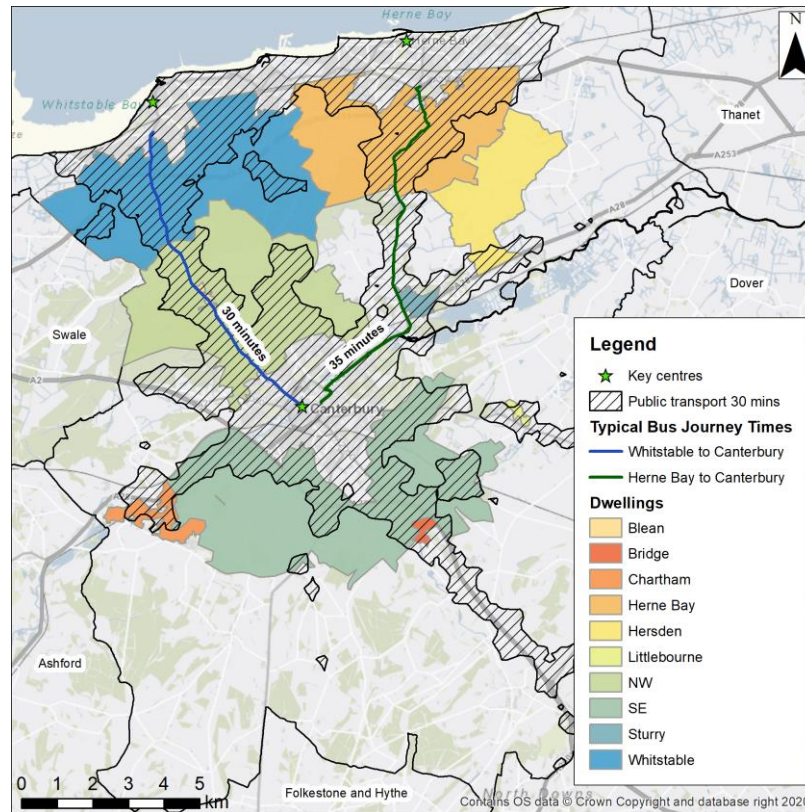 Herne Bay
N
Herne Bay
Whitstable Bay
Thanet
A28
Dover
Swale
30 minutes
35 minutes
A2
Canterbury
Legend
Key centres
Public transport 30 mins
Typical Bus Journey Times
Whitstable to Canterbury
Herne Bay to Canterbury
Dwellings
Blean
Bridge
Chartham
Herne Bay
Hersden
Littlebourne
NW
SE
Sturry
Whitstable
Ashford
0 1 2 3 4 5
km
Folkestone and Hythe
North Downs
Contains OS data © Crown Copyright and database right